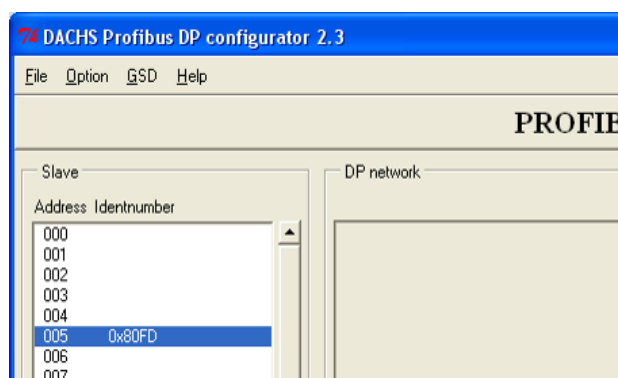 DACHS Profibus DP configurator 2.3
File Option GSD Help
PROFIB
Slave
DP network
Address Identnumber
000
001
002
003
004
005 0x80FD
006
007